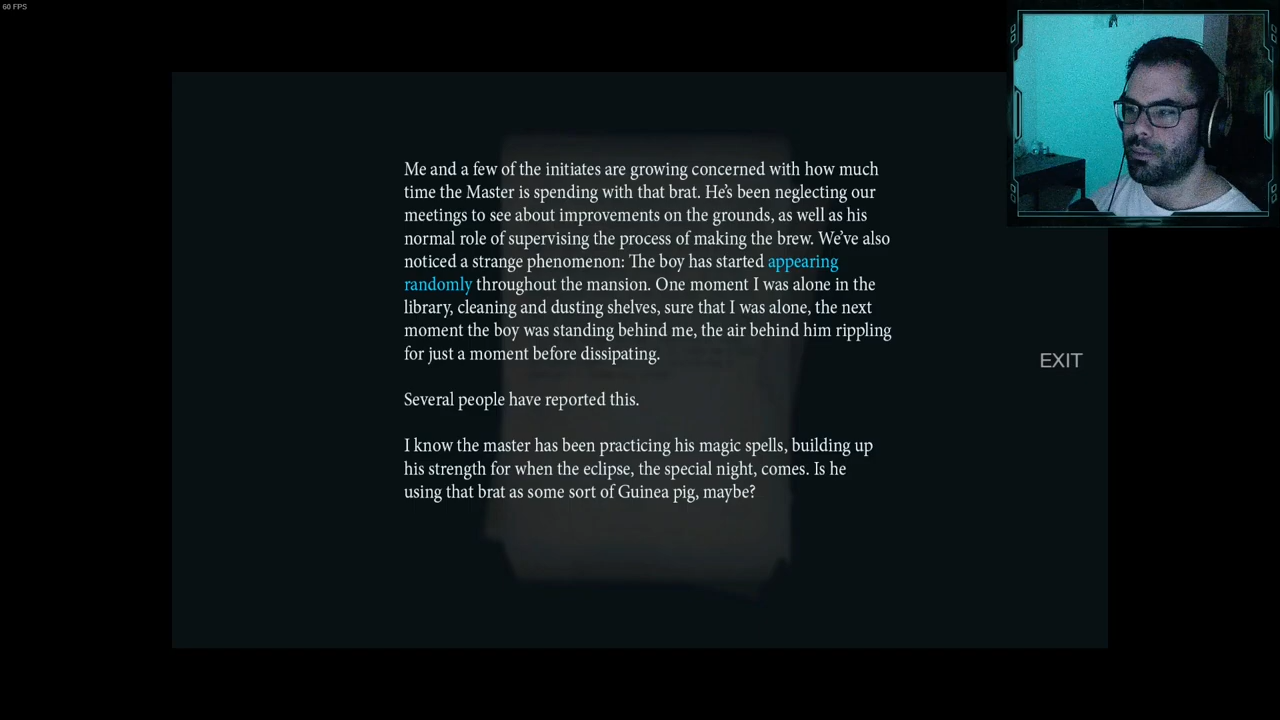 60 FPS
Me and a few of the initiates are growing concerned with how much
time the Master is spending with that brat. He's been neglecting our
meetings to see about improvements on the grounds, as well as his
normal role of supervising the process of making the brew. We've also
noticed a strange phenomenon: The boy has started appearing
randomly throughout the mansion. One moment I was alone in the
library, cleaning and dusting shelves, sure that I was alone, the next
moment the boy was standing behind me, the air behind him rippling
for just a moment before dissipating.
Several people have reported this.
I know the master has been practicing his magic spells, building up
his strength for when the eclipse, the special night, comes. Is he
using that brat as some sort of Guinea pig, maybe?
EXIT